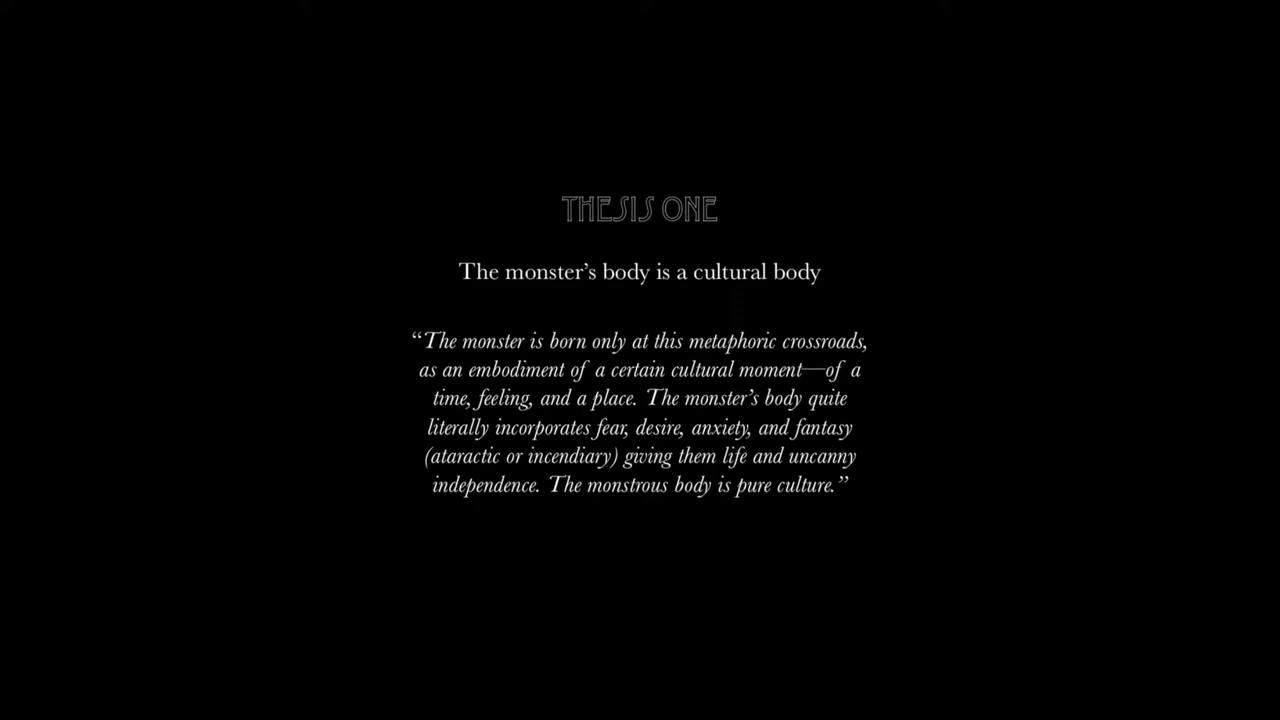 THESIS ONE
The monster’s body is a cultural body
“The monster is born only at this metaphoric crossroads,
as an embodiment of a certain cultural moment—of a
time, feeling, and a place. The monster’s body quite
literally incorporates fear, desire, anxiety, and fantasy
(ataractic or incendiary) giving them life and uncanny
independence. The monstrous body is pure culture.”